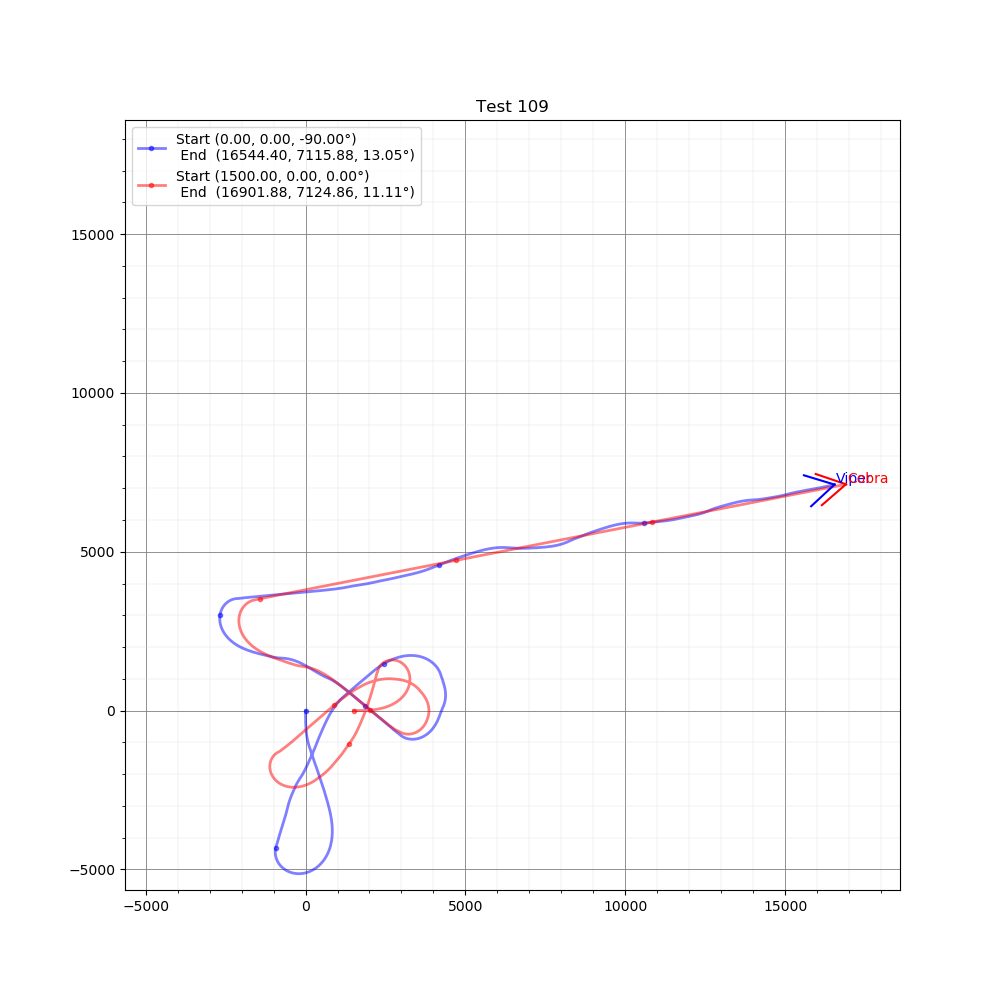 Test 109
Start (0.00, 0.00, -90.00°)
End (16544.40, 7115.88, 13.05°)
Start (1500.00, 0.00, 0.00°)
End (16901.88, 7124.86, 11.11°)
15000
10000
Viper
Cobra
5000
0
−5000
−5000
0
5000
10000
15000